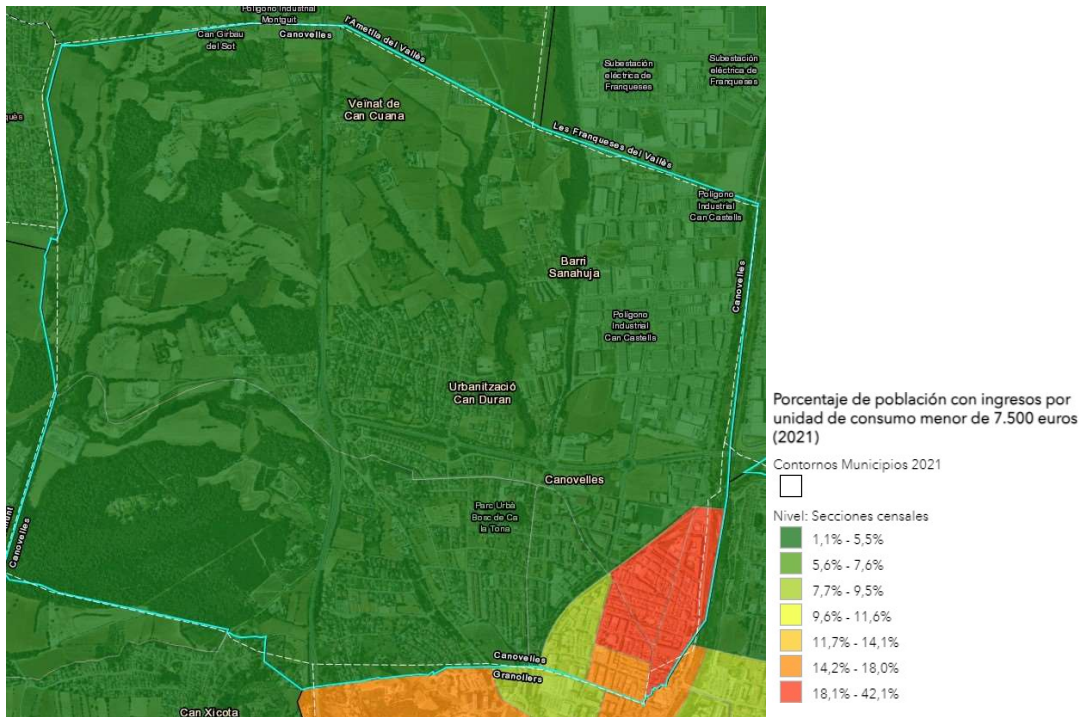 Polígono Industrial
Montguit
Can Girbau
del Sot
Canovelles
l'Ametlla del Vallès
Subestación
eléctrica de
Franqueses
Subestación
eléctrica de
Franqueses
Veïnat de
Can Cuana
Les Franqueses del Vallès
Polígono
Industrial
Can Castells
Barri
Sanahuja
Canovelles
Polígono
Industrial
Can Castells
Urbanització
Can Duran
Canovelles
Parc Urbà
Bosc de Ca
la Toria
Canovelles
Canovelles
Granollers
Can Xicota
Porcentaje de población con ingresos por
unidad de consumo menor de 7.500 euros
(2021)
Contornos Municipios 2021
Nivel: Secciones censales
1,1% - 5,5%
5,6% - 7,6%
7,7% - 9,5%
9,6% - 11,6%
11,7% - 14,1%
14,2% - 18,0%
18,1% - 42,1%